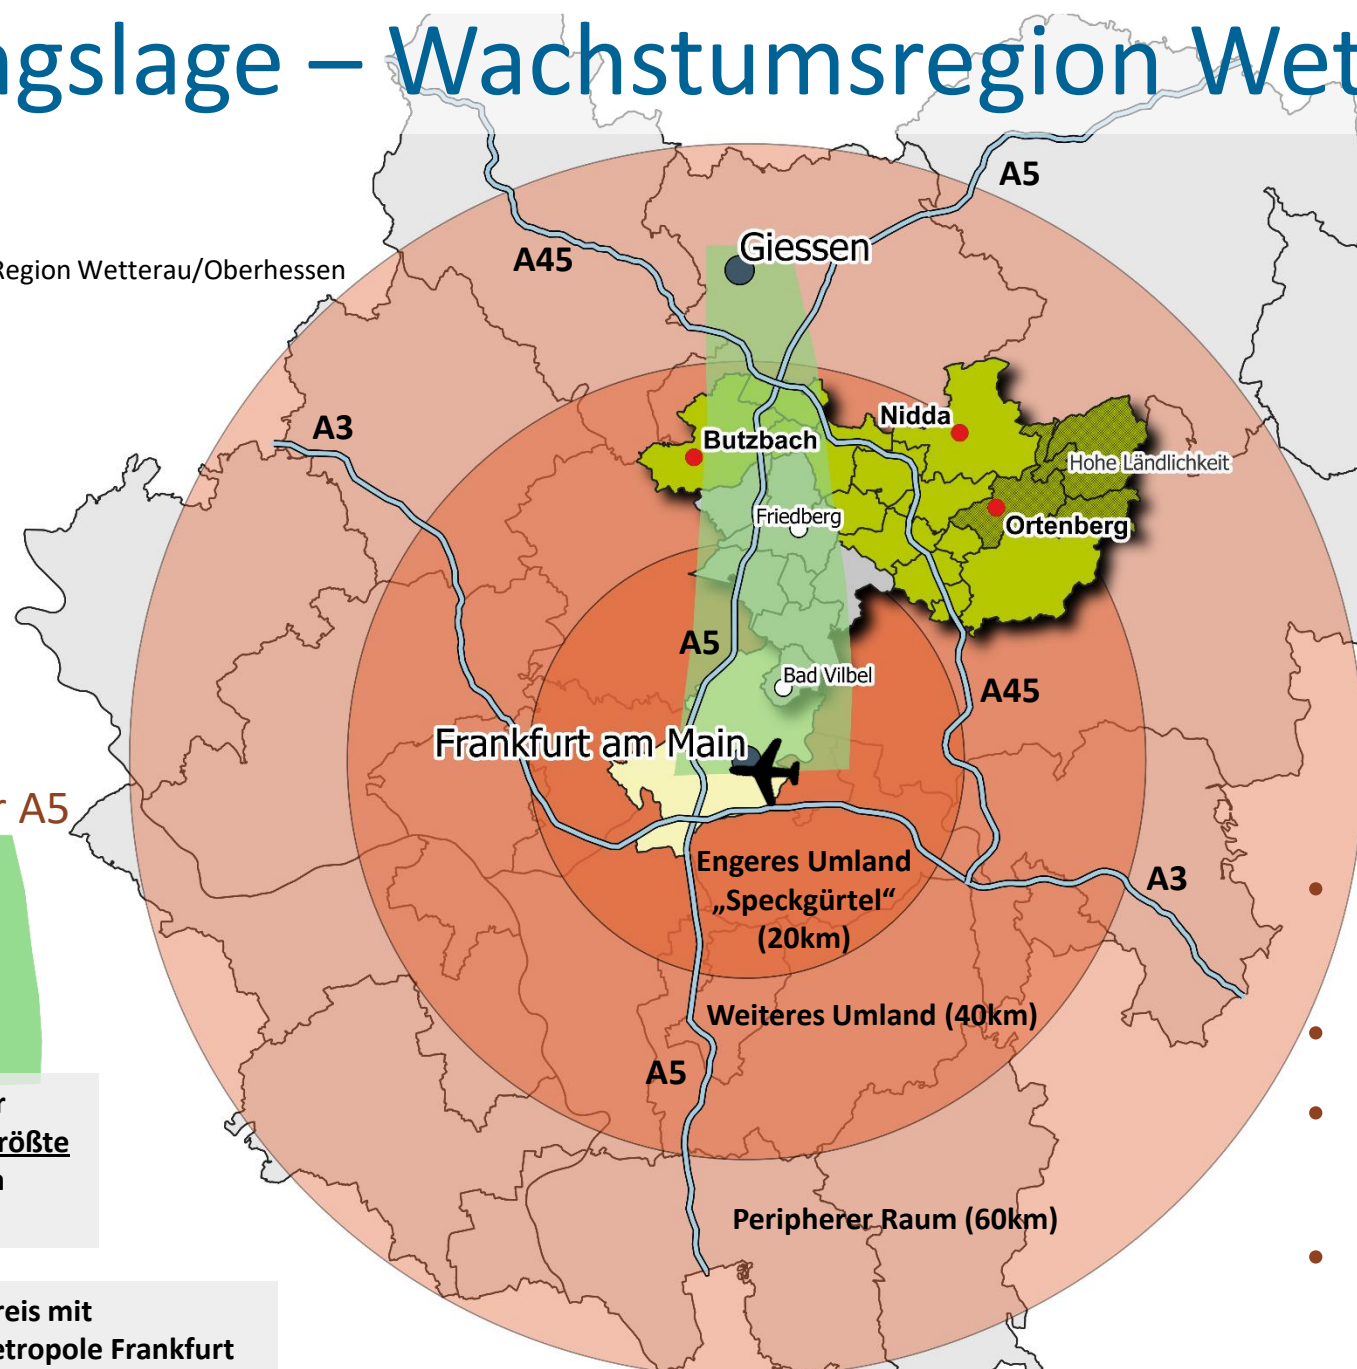 ngslage – Wachstumsregion Wet
A5
Giessen
A45
Region Wetterau/Oberhessen
A3
Nidda
Butzbach
Hohe Ländlichkeit
Friedberg
Ortenberg
A5
Bad Vilbel
A45
Frankfurt am Main
r A5
Engeres Umland
„Speckgürtel“
(20km)
A3
Weiteres Umland (40km)
A5
r
rößte
n
Peripherer Raum (60km)
reis mit
etropole Frankfurt